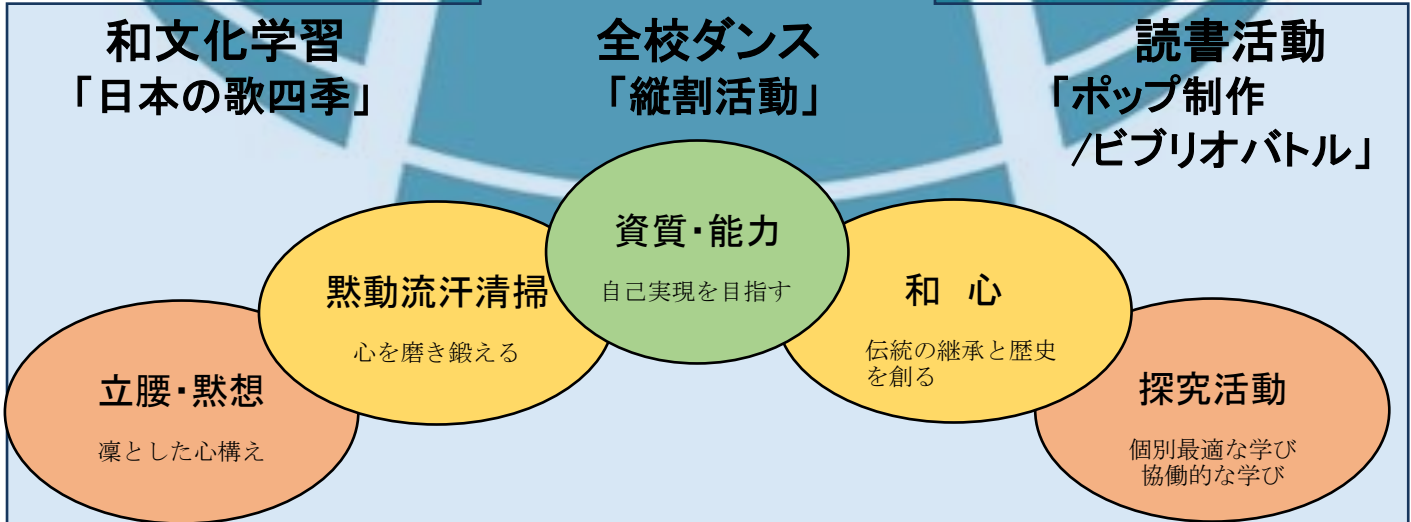 和文化学習
「日本の歌四季」
全校ダンス
「縦割活動」
読書活動
「ポップ制作
/ビブリオバトル」
資質・能力
自己実現を目指す
黙動流汗清掃
心を磨き鍛える
和 心
伝統の継承と歴史
を創る
立腰・黙想
凜とした心構え
探究活動
個別最適な学び
協働的な学び